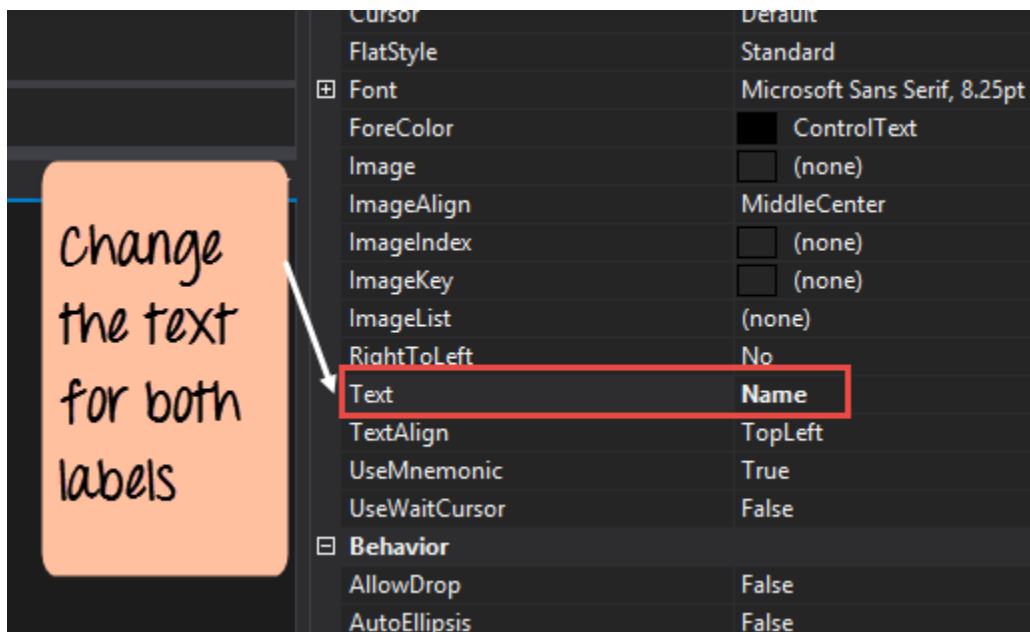 Cursor Default
FlatStyle Standard
Font Microsoft Sans Serif, 8.25pt
ForeColor ControlText
Image (none)
ImageAlign MiddleCenter
ImageIndex (none)
ImageKey (none)
ImageList (none)
RightToLeft No
Text Name
TextAlign TopLeft
UseMnemonic True
UseWaitCursor False
Behavior
AllowDrop False
AutoEllipsis False
Change
the text
for both
labels